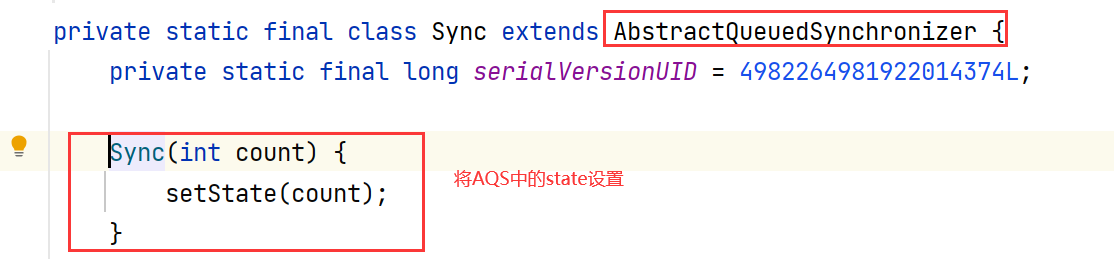 private static final class Sync extends AbstractQueuedSynchronizer {
private static final long serialVersionUID = 4982264981922014374L;
Sync(int count) {
将AQS中的state设置
setState(count);
}